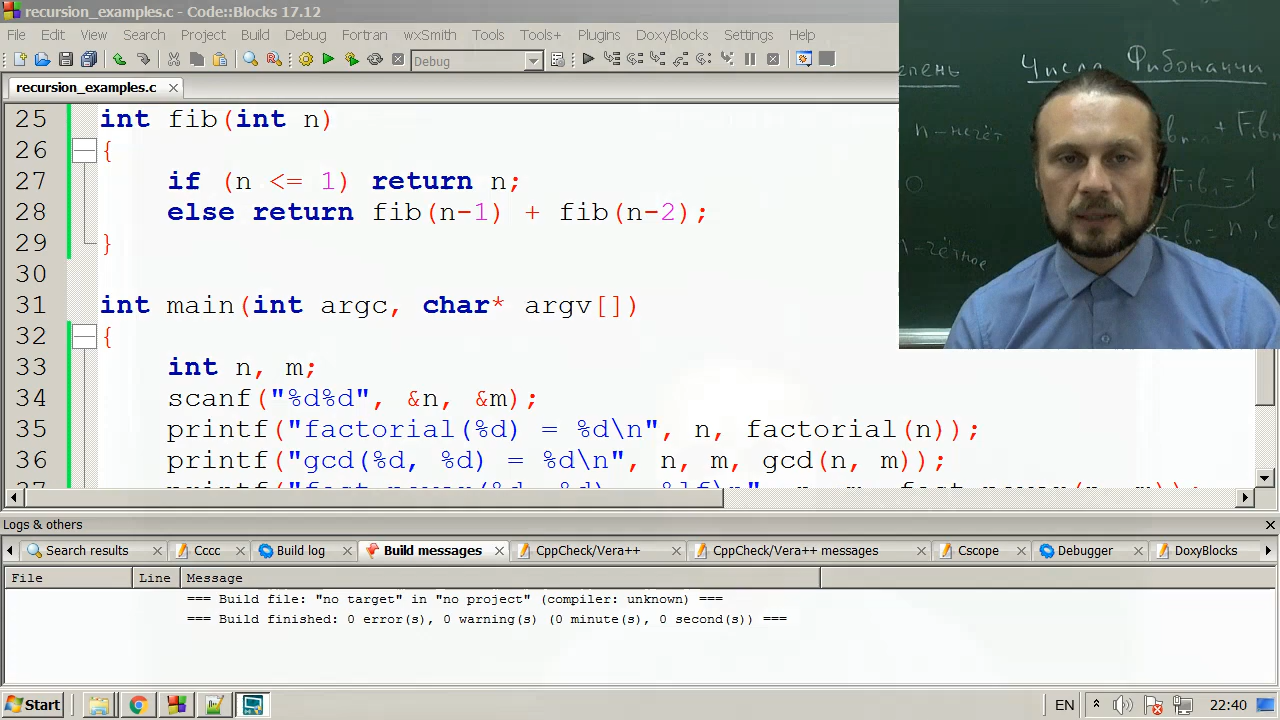 recursion_examples.c - Code::Blocks 17.12
File Edit View Search Project Build Debug Fortran wxSmith Tools Tools+ Plugins DoxyBlocks Settings Help
Debug
recursion_examples.c
25 int fib(int n)
26 {
27 if (n <= 1) return n;
28 else return fib(n-1) + fib(n-2);
29 }
30
31 int main(int argc, char* argv[])
32 {
33 int n, m;
34 scanf("%d%d", &n, &m);
35 printf("factorial(%d) = %d\n", n, factorial(n));
36 printf("gcd(%d, %d) = %d\n", n, m, gcd(n, m));
Числа Фибоначчи
n - нечёт
Fib₁ = 1
n - чётное
Logs & others
Search results Cccc Build log Build messages CppCheck/Vera++ CppCheck/Vera++ messages Cscope Debugger DoxyBlocks
File Line Message
=== Build file: "no target" in "no project" (compiler: unknown) ===
=== Build finished: 0 error(s), 0 warning(s) (0 minute(s), 0 second(s)) ===
Start EN 22:40